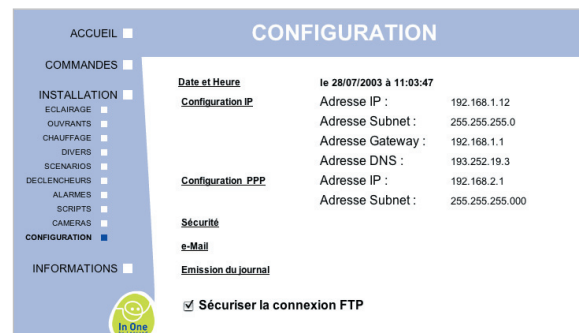 CONFIGURATION
ACCUEIL
COMMANDES
INSTALLATION
ECLAIRAGE
OUVRANTS
CHAUFFAGE
DIVERS
SCENARIOS
DECLENCHEURS
ALARMES
SCRIPTS
CAMERAS
CONFIGURATION
INFORMATIONS
In One
Date et Heure le 28/07/2003 à 11:03:47
Configuration IP Adresse IP : 192.168.1.12
Adresse Subnet : 255.255.255.0
Adresse Gateway : 192.168.1.1
Adresse DNS : 193.252.19.3
Configuration PPP Adresse IP : 192.168.2.1
Adresse Subnet : 255.255.255.000
Sécurité
e-Mail
Emission du journal
Sécuriser la connexion FTP